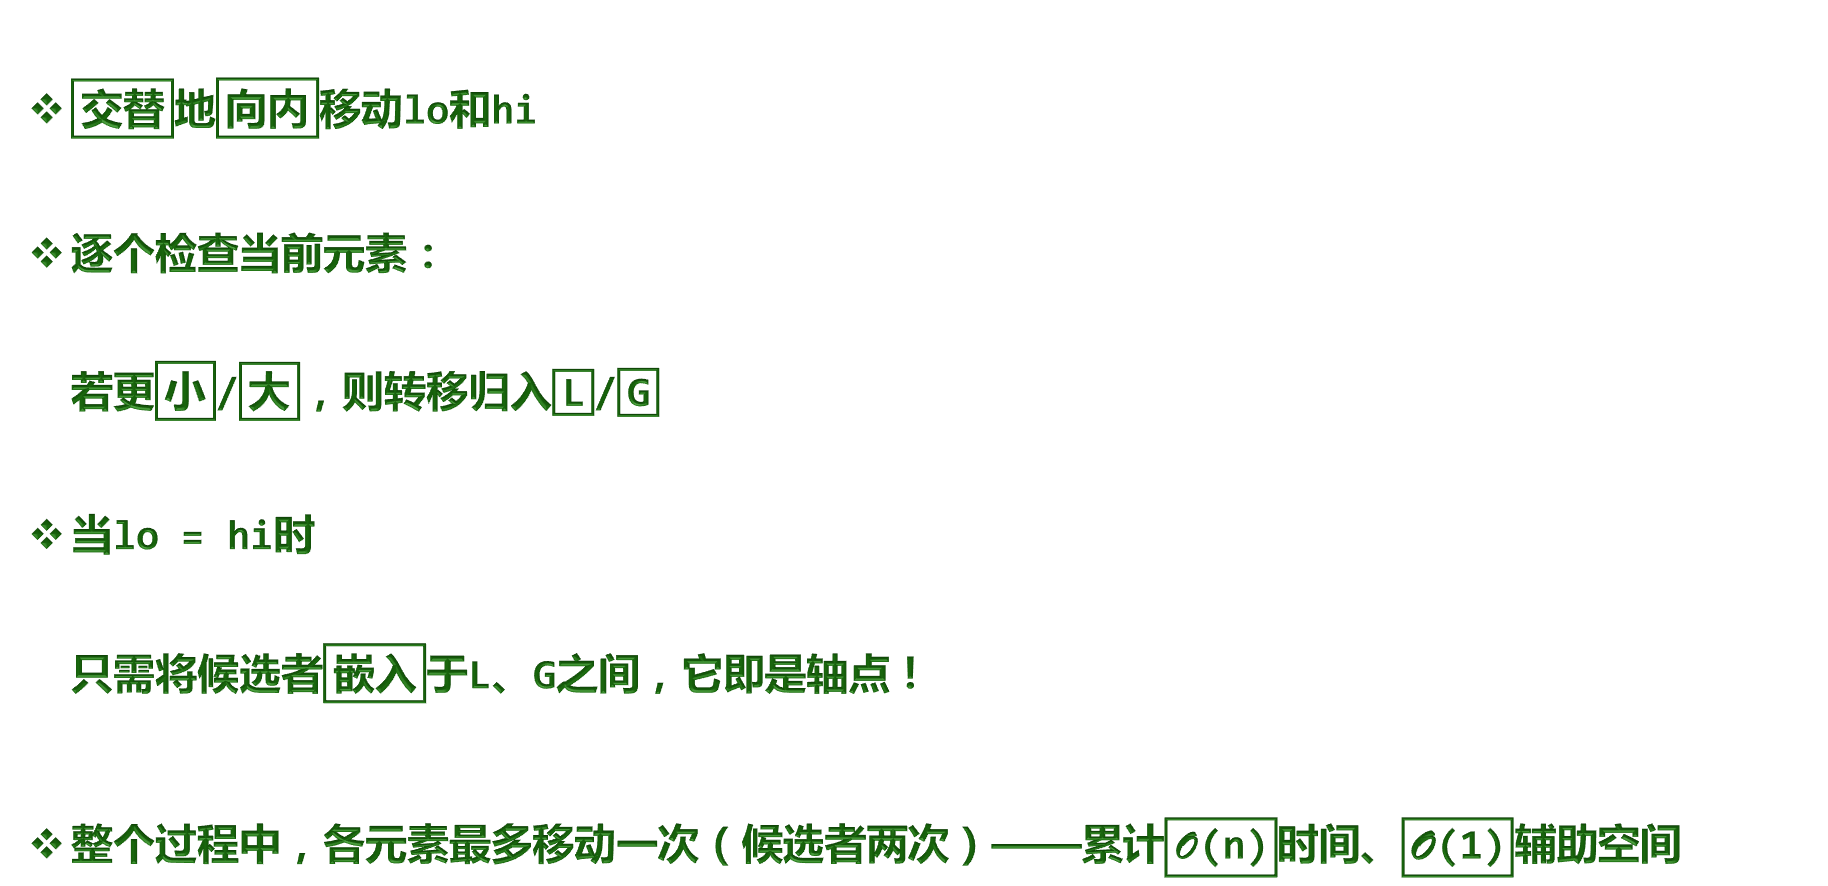 ❖ 交替地向内移动lo和hi
❖ 逐个检查当前元素：
若更小/大，则转移归入L/G
❖ 当lo = hi时
只需将候选者嵌入于L、G之间，它即是轴点！
❖ 整个过程中，各元素最多移动一次（候选者两次）——累计𝒪(n)时间、𝒪(1)辅助空间